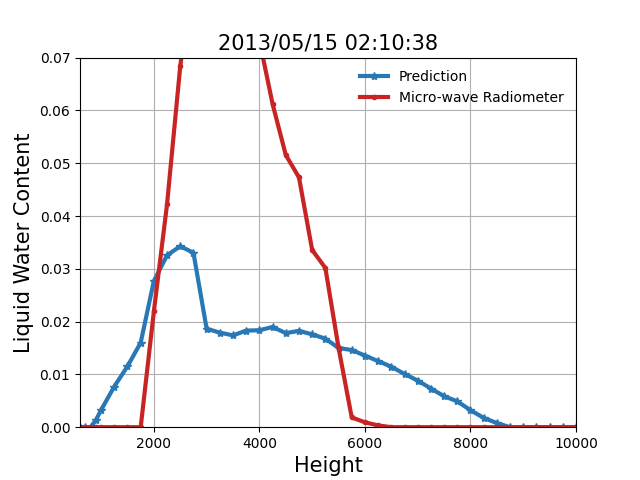 2013/05/15 02:10:38
0.07
0.06
0.05
0.04
0.03
0.02
0.01
0.00
Liquid Water Content
Prediction
Micro-wave Radiometer
2000 4000 6000 8000 10000
Height